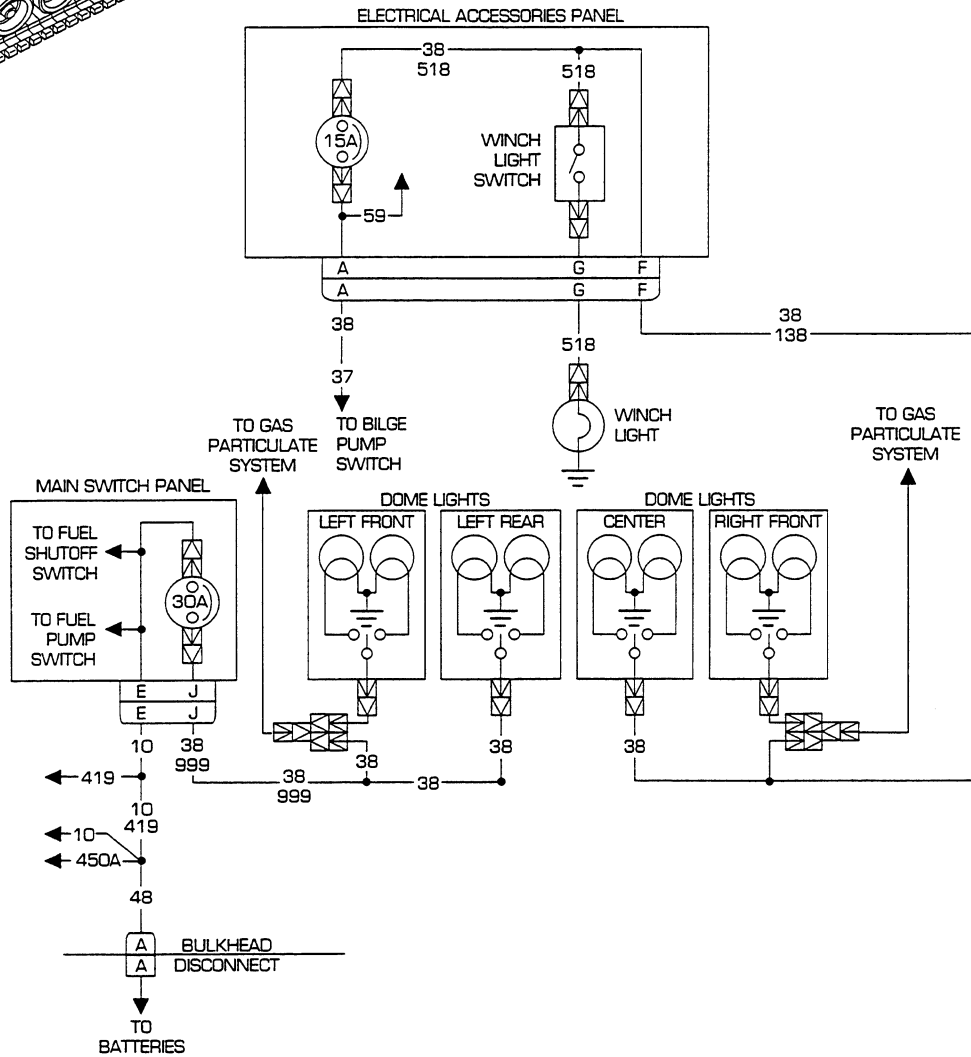 ELECTRICAL ACCESSORIES PANEL
38
518
518
15A
WINCH
LIGHT
SWITCH
59
A
G
F
A
G
F
38
38
138
518
37
TO BILGE
PUMP
SWITCH
WINCH
LIGHT
TO GAS
PARTICULATE
SYSTEM
TO GAS
PARTICULATE
SYSTEM
MAIN SWITCH PANEL
DOME LIGHTS
DOME LIGHTS
LEFT FRONT
LEFT REAR
CENTER
RIGHT FRONT
TO FUEL
SHUTOFF
SWITCH
30A
TO FUEL
PUMP
SWITCH
E
J
E
J
10
38
999
38
38
38
419
38
999
38
10
419
10
450A
48
A
BULKHEAD
A
DISCONNECT
TO
BATTERIES